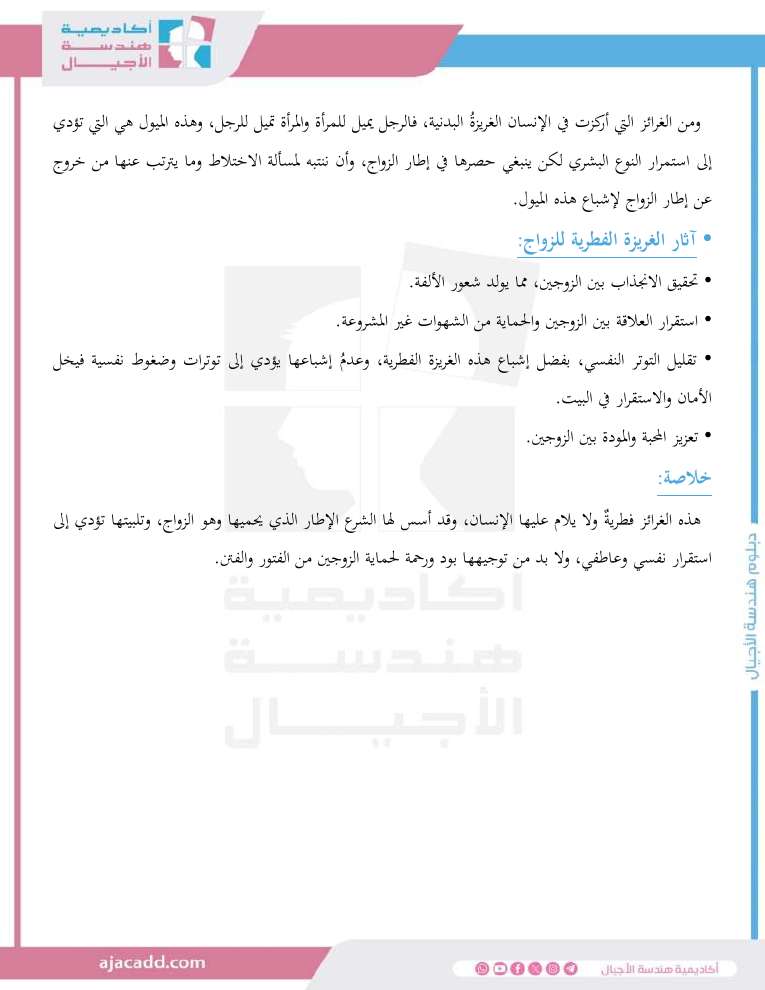 أكاديمية
هندسة
الأجيال
ومن الغرائز التي أركزت في الإنسان الغريزةُ البدنية، فالرجل يميل للمرأة والمرأة تميل للرجل، وهذه الميول هي التي تؤدي
إلى استمرار النوع البشري لكن ينبغي حصرها في إطار الزواج، وأن ننتبه لمسألة الاختلاط وما يترتب عنها من خروج
عن إطار الزواج لإشباع هذه الميول.
• آثار الغريزة الفطرية للزواج:
• تحقيق الانجذاب بين الزوجين، مما يولد شعور الألفة.
• استقرار العلاقة بين الزوجين والحماية من الشهوات غير المشروعة.
• تقليل التوتر النفسي، بفضل إشباع هذه الغريزة الفطرية، وعدمُ إشباعها يؤدي إلى توترات وضغوط نفسية فيخل
الأمان والاستقرار في البيت.
• تعزيز المحبة والمودة بين الزوجين.
خلاصة:
هذه الغرائز فطريةٌ ولا يلام عليها الإنسان، وقد أسس لها الشرع الإطار الذي يحميها وهو الزواج، وتلبيتها تؤدي إلى
استقرار نفسي وعاطفي، ولا بد من توجيهها بود ورحمة لحماية الزوجين من الفتور والفتن.
أكاديمية
هندسة
الأجيال
دبلوم هندسة الأجيال
أكاديمية هندسة الأجيال
ajacadd.com